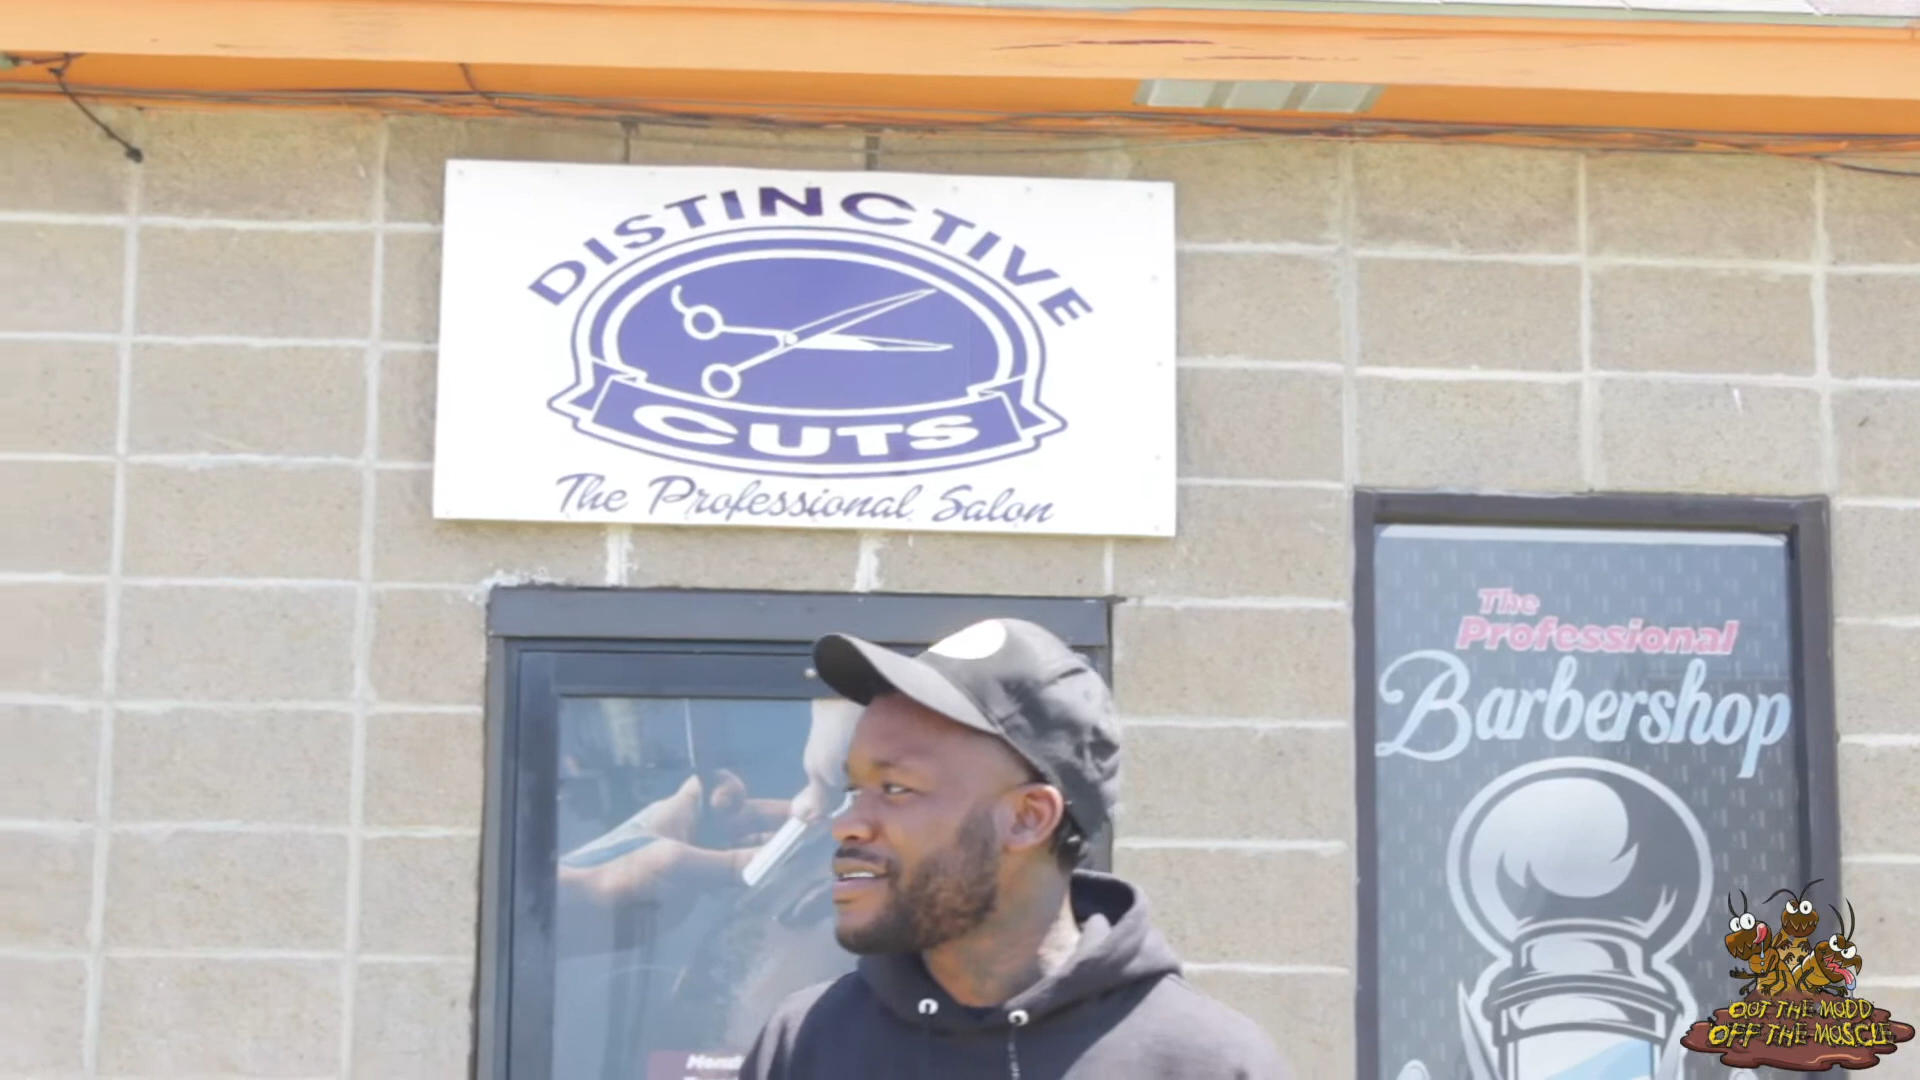 DISTINCTIVE
CUTS
The Professional Salon
The
Professional
Barbershop
OUT THE MUDD
OFF THE MUSCLE